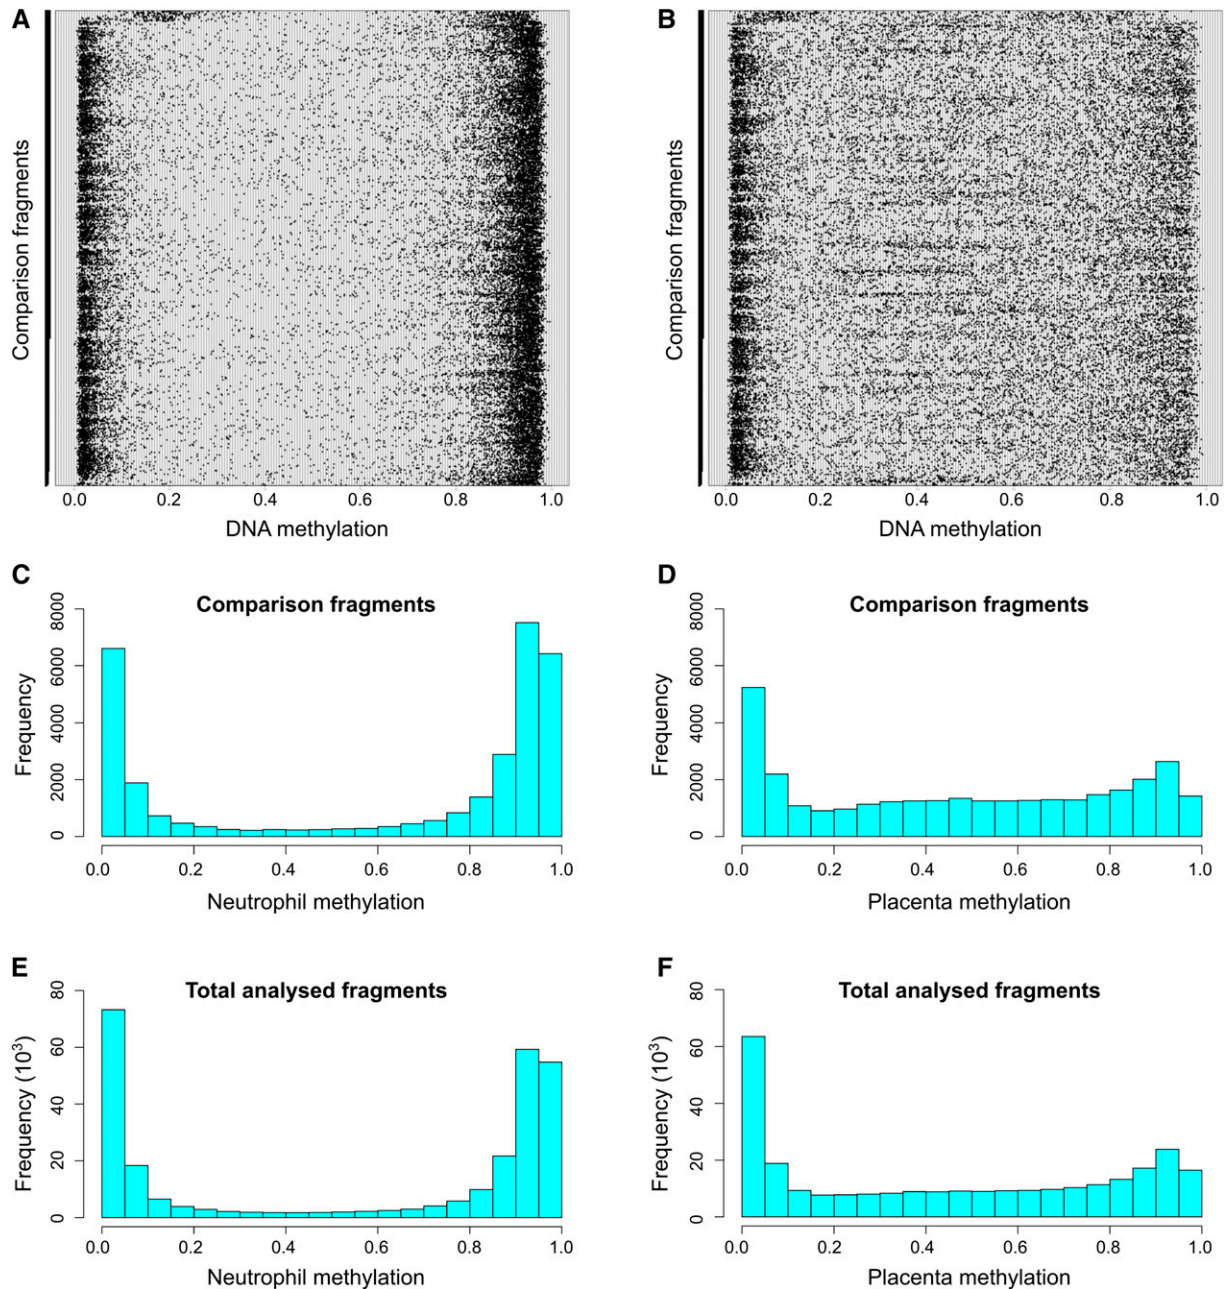 A
B
Comparison fragments
Comparison fragments
0.0 0.2 0.4 0.6 0.8 1.0
0.0 0.2 0.4 0.6 0.8 1.0
DNA methylation
DNA methylation
C
D
Comparison fragments
Comparison fragments
Frequency
0 2000 4000 6000 8000
Frequency
0 2000 4000 6000 8000
0.0 0.2 0.4 0.6 0.8 1.0
0.0 0.2 0.4 0.6 0.8 1.0
Neutrophil methylation
Placenta methylation
E
F
Total analysed fragments
Total analysed fragments
Frequency (10³)
0 20 40 60 80
Frequency (10³)
0 20 40 60 80
0.0 0.2 0.4 0.6 0.8 1.0
0.0 0.2 0.4 0.6 0.8 1.0
Neutrophil methylation
Placenta methylation